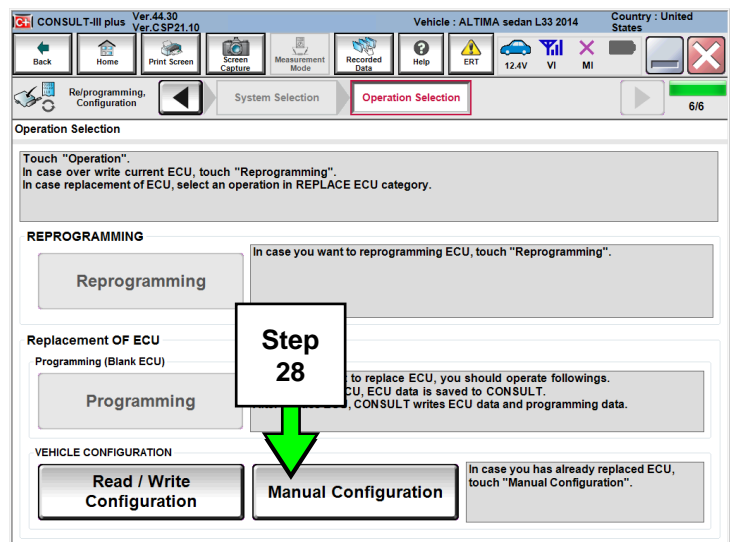 CONSULT-III plus
Ver.44.30
Ver.CSP21.10
Vehicle : ALTIMA sedan L33 2014
Country : United
States
Back
Home
Print Screen
Screen
Capture
Measurement
Mode
Recorded
Data
Help
ERT
12.4V
VI
MI
Re/programming,
Configuration
System Selection
Operation Selection
6/6
Operation Selection
Touch "Operation".
In case over write current ECU, touch "Reprogramming".
In case replacement of ECU, select an operation in REPLACE ECU category.
REPROGRAMMING
Reprogramming
In case you want to reprogramming ECU, touch "Reprogramming".
Step
28
Replacement OF ECU
Programming (Blank ECU)
Programming
to replace ECU, you should operate followings.
ECU data is saved to CONSULT.
CONSULT writes ECU data and programming data.
VEHICLE CONFIGURATION
Read / Write
Configuration
Manual Configuration
In case you has already replaced ECU,
touch "Manual Configuration".